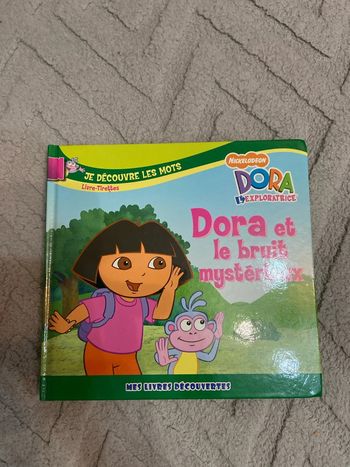 JE DÉCOUVRE LES MOTS
Livre-Tirettes
NICKELODEON
DORA
L'EXPLORATRICE
Dora et
le bruit
mystérieux
MES LIVRES DÉCOUVERTES